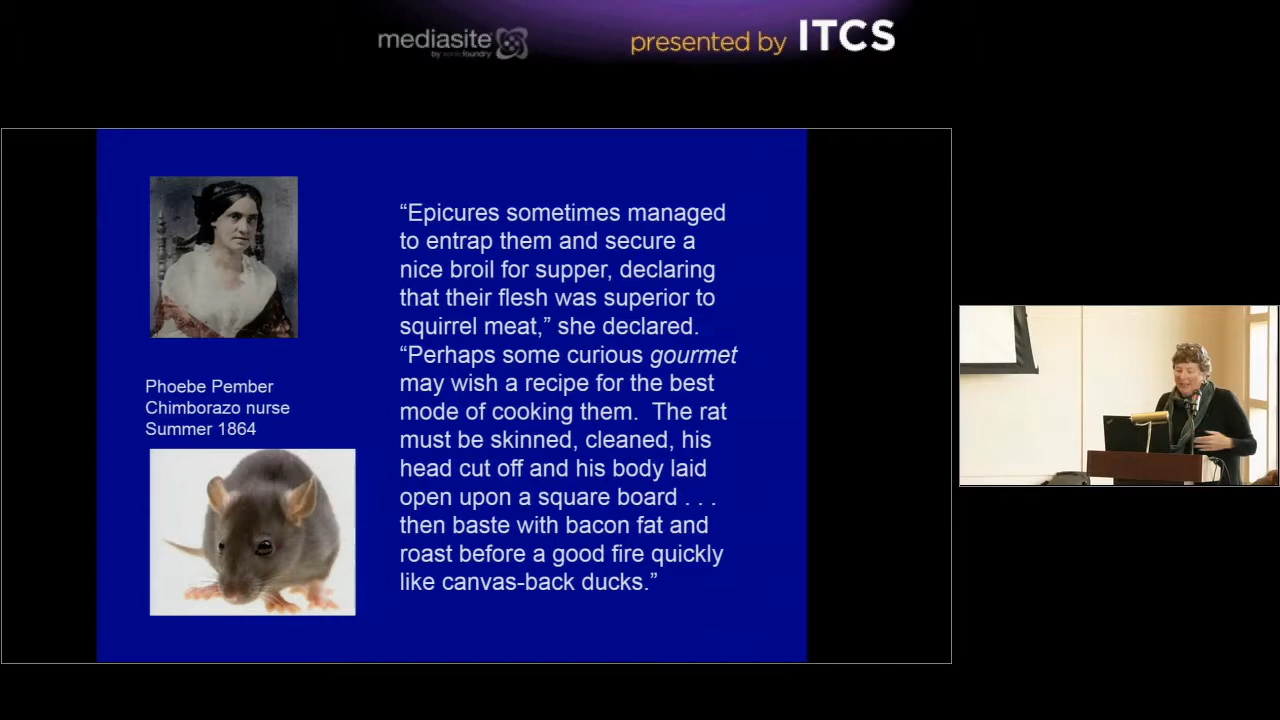 mediasite
by sonicfoundry
presented by ITCS
“Epicures sometimes managed
to entrap them and secure a
nice broil for supper, declaring
that their flesh was superior to
squirrel meat,” she declared.
“Perhaps some curious gourmet
may wish a recipe for the best
mode of cooking them.  The rat
must be skinned, cleaned, his
head cut off and his body laid
open upon a square board . . .
then baste with bacon fat and
roast before a good fire quickly
like canvas-back ducks.”
Phoebe Pember
Chimborazo nurse
Summer 1864